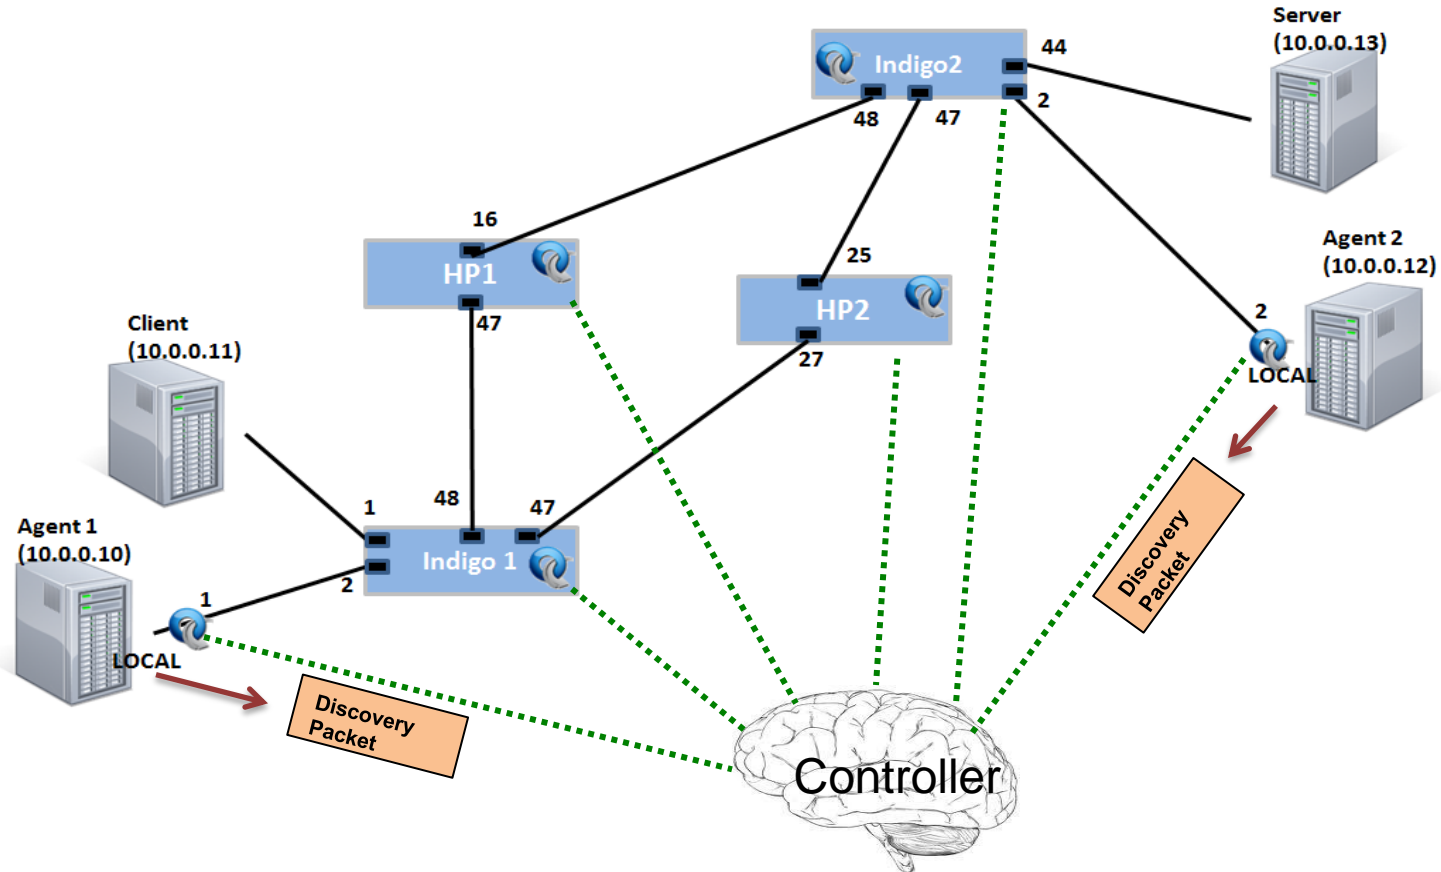 Server
(10.0.0.13)
44
Indigo2
2
48
47
16
Agent 2
(10.0.0.12)
25
HP1
HP2
2
47
Client
(10.0.0.11)
27
LOCAL
48
47
1
Discovery
Packet
Agent 1
(10.0.0.10)
Indigo 1
2
1
LOCAL
Discovery
Packet
Controller